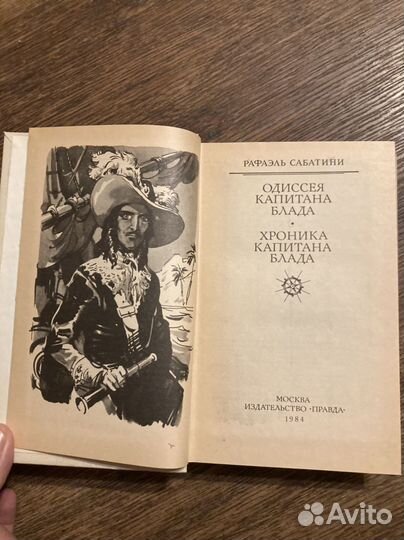 РАФАЭЛЬ САБАТИНИ
ОДИССЕЯ
КАПИТАНА
БЛАДА
•
ХРОНИКА
КАПИТАНА
БЛАДА
МОСКВА
ИЗДАТЕЛЬСТВО «ПРАВДА»
1984
Avito